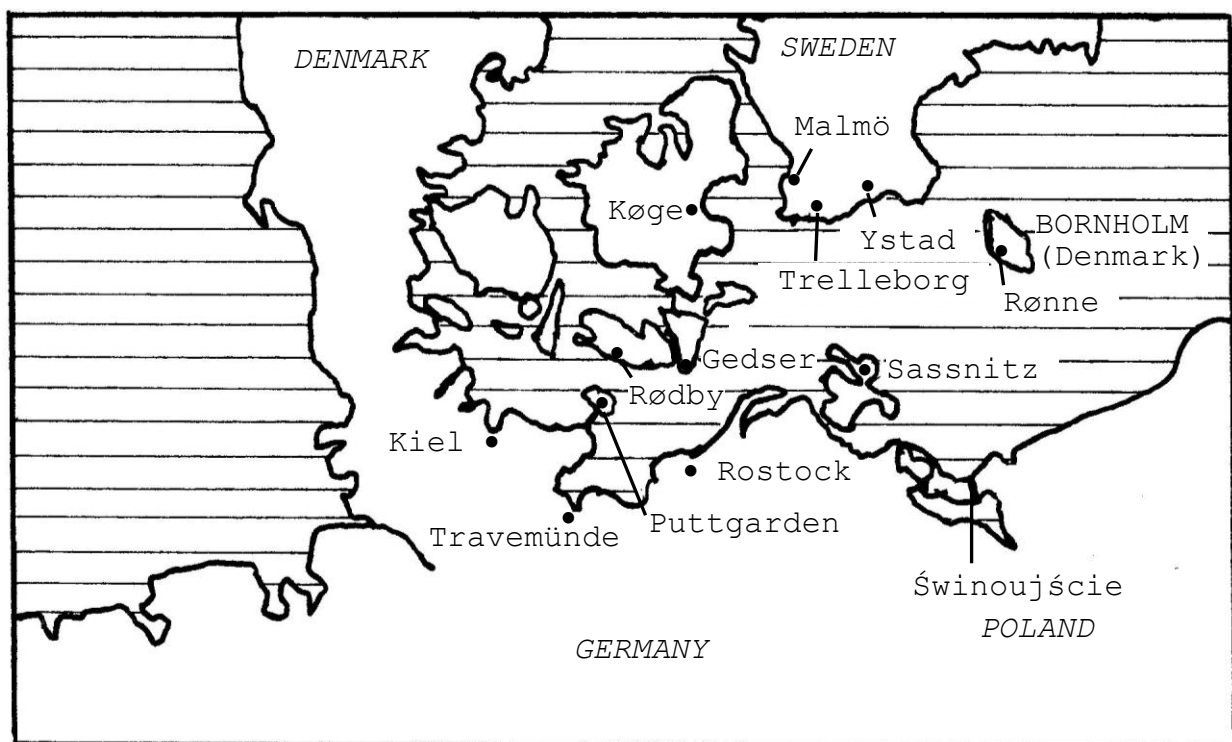 DENMARK
SWEDEN
Malmö
Køge
Ystad
BORNHOLM
(Denmark)
Trelleborg
Rønne
Gedser
Sassnitz
Rødby
Kiel
Rostock
Puttgarden
Travemünde
Świnoujście
POLAND
GERMANY